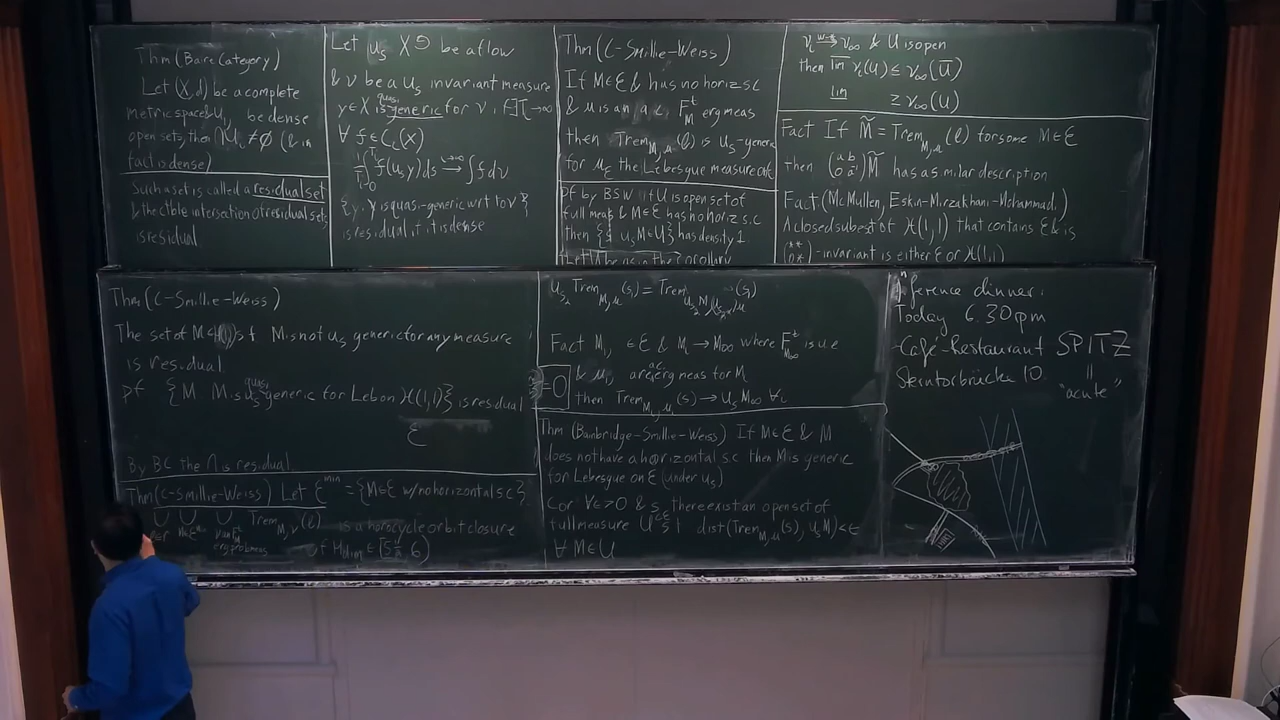 Thm (Baire Category)
Let (X,d) be a complete
metric space & U_i, be dense
open sets, then ∩U_i ≠ ∅ (& in
fact is dense)
Such a set is called a residual set
& the ctble intersation of residual sets
is residual
Let u_s X be a flow
& ν be a u_s invariant measure
y∈X is quasi generic for ν, if ∃T_i→∞
∀ f∈C_c(X)
1/T_i ∫_0^{T_i} f(u_s y)ds → ∫f dν
{y: y is quasi-generic wrt to ν}
is residual if it is dense
Thm (C-Smillie-Weiss)
If M∈ℰ & has no horiz s.c
& μ is an F_M^t erg meas
then Trem_{M,μ}(ℓ) is u_s-generic
for μ_ℰ the Lebesgue measure on ℰ
Pf by BSW if U is open set of
full meas & M∈ℰ has no horiz s.c
then {s: u_s M∈U} has density 1.
ν_i →^{w-*} ν_∞ & U is open
then lim ν_i(U) ≤ ν_∞(U)
lim ≥ ν_∞(U)
Fact If M̃ = Trem_{M,μ}(ℓ) for some M∈ℰ
then (a b 0 a^{-1}) M̃ has a similar description
Fact (McMullen, Eskin-Mirzakhani-Mohammadi)
A closed subset of ℋ(1,1) that contains ℰ & is
(* * 0 *)-invariant is either ℰ or ℋ(1,1)
Thm (C-Smillie-Weiss)
The set of M∈ℋ(1,1) s.t M is not u_s generic for any measure
is residual
pf {M: M is u_s quasi generic for Leb on ℋ(1,1)} is residual
ℰ
By BC the ∩ is residual
Thm (C-Smillie-Weiss) Let ℰ^{min} = {M∈ℰ w/ no horizontal s.c}
∪ ∪ ∪ Trem_{M,ν}(ℓ) is a horocycle orbit closure
of Hdim ∈ [5½, 6)
Trem_{M,μ}(s) = Trem
Fact M_i, ∈ℰ & M_i → M_∞ where F_{M_∞}^t is u.e
& μ_i, are erg meas for M
=0 then Trem_{M_i,μ_i}(s) → u_s M_∞ ∀
Thm (Bainbridge-Smillie-Weiss) If M∈ℰ & M
does not have a horizontal s.c then M is generic
for Lebesgue on ℰ (under u_s)
Cor ∀ε>0 & s, there exist an open set of
full measure U s.t dist(Trem_{M,μ}(s), u_s M)<ε
∀ M∈U
nference dinner:
Today 6.30pm
Café-Restaurant SPITZ
Sterntorbrücke 10. =
"acute"